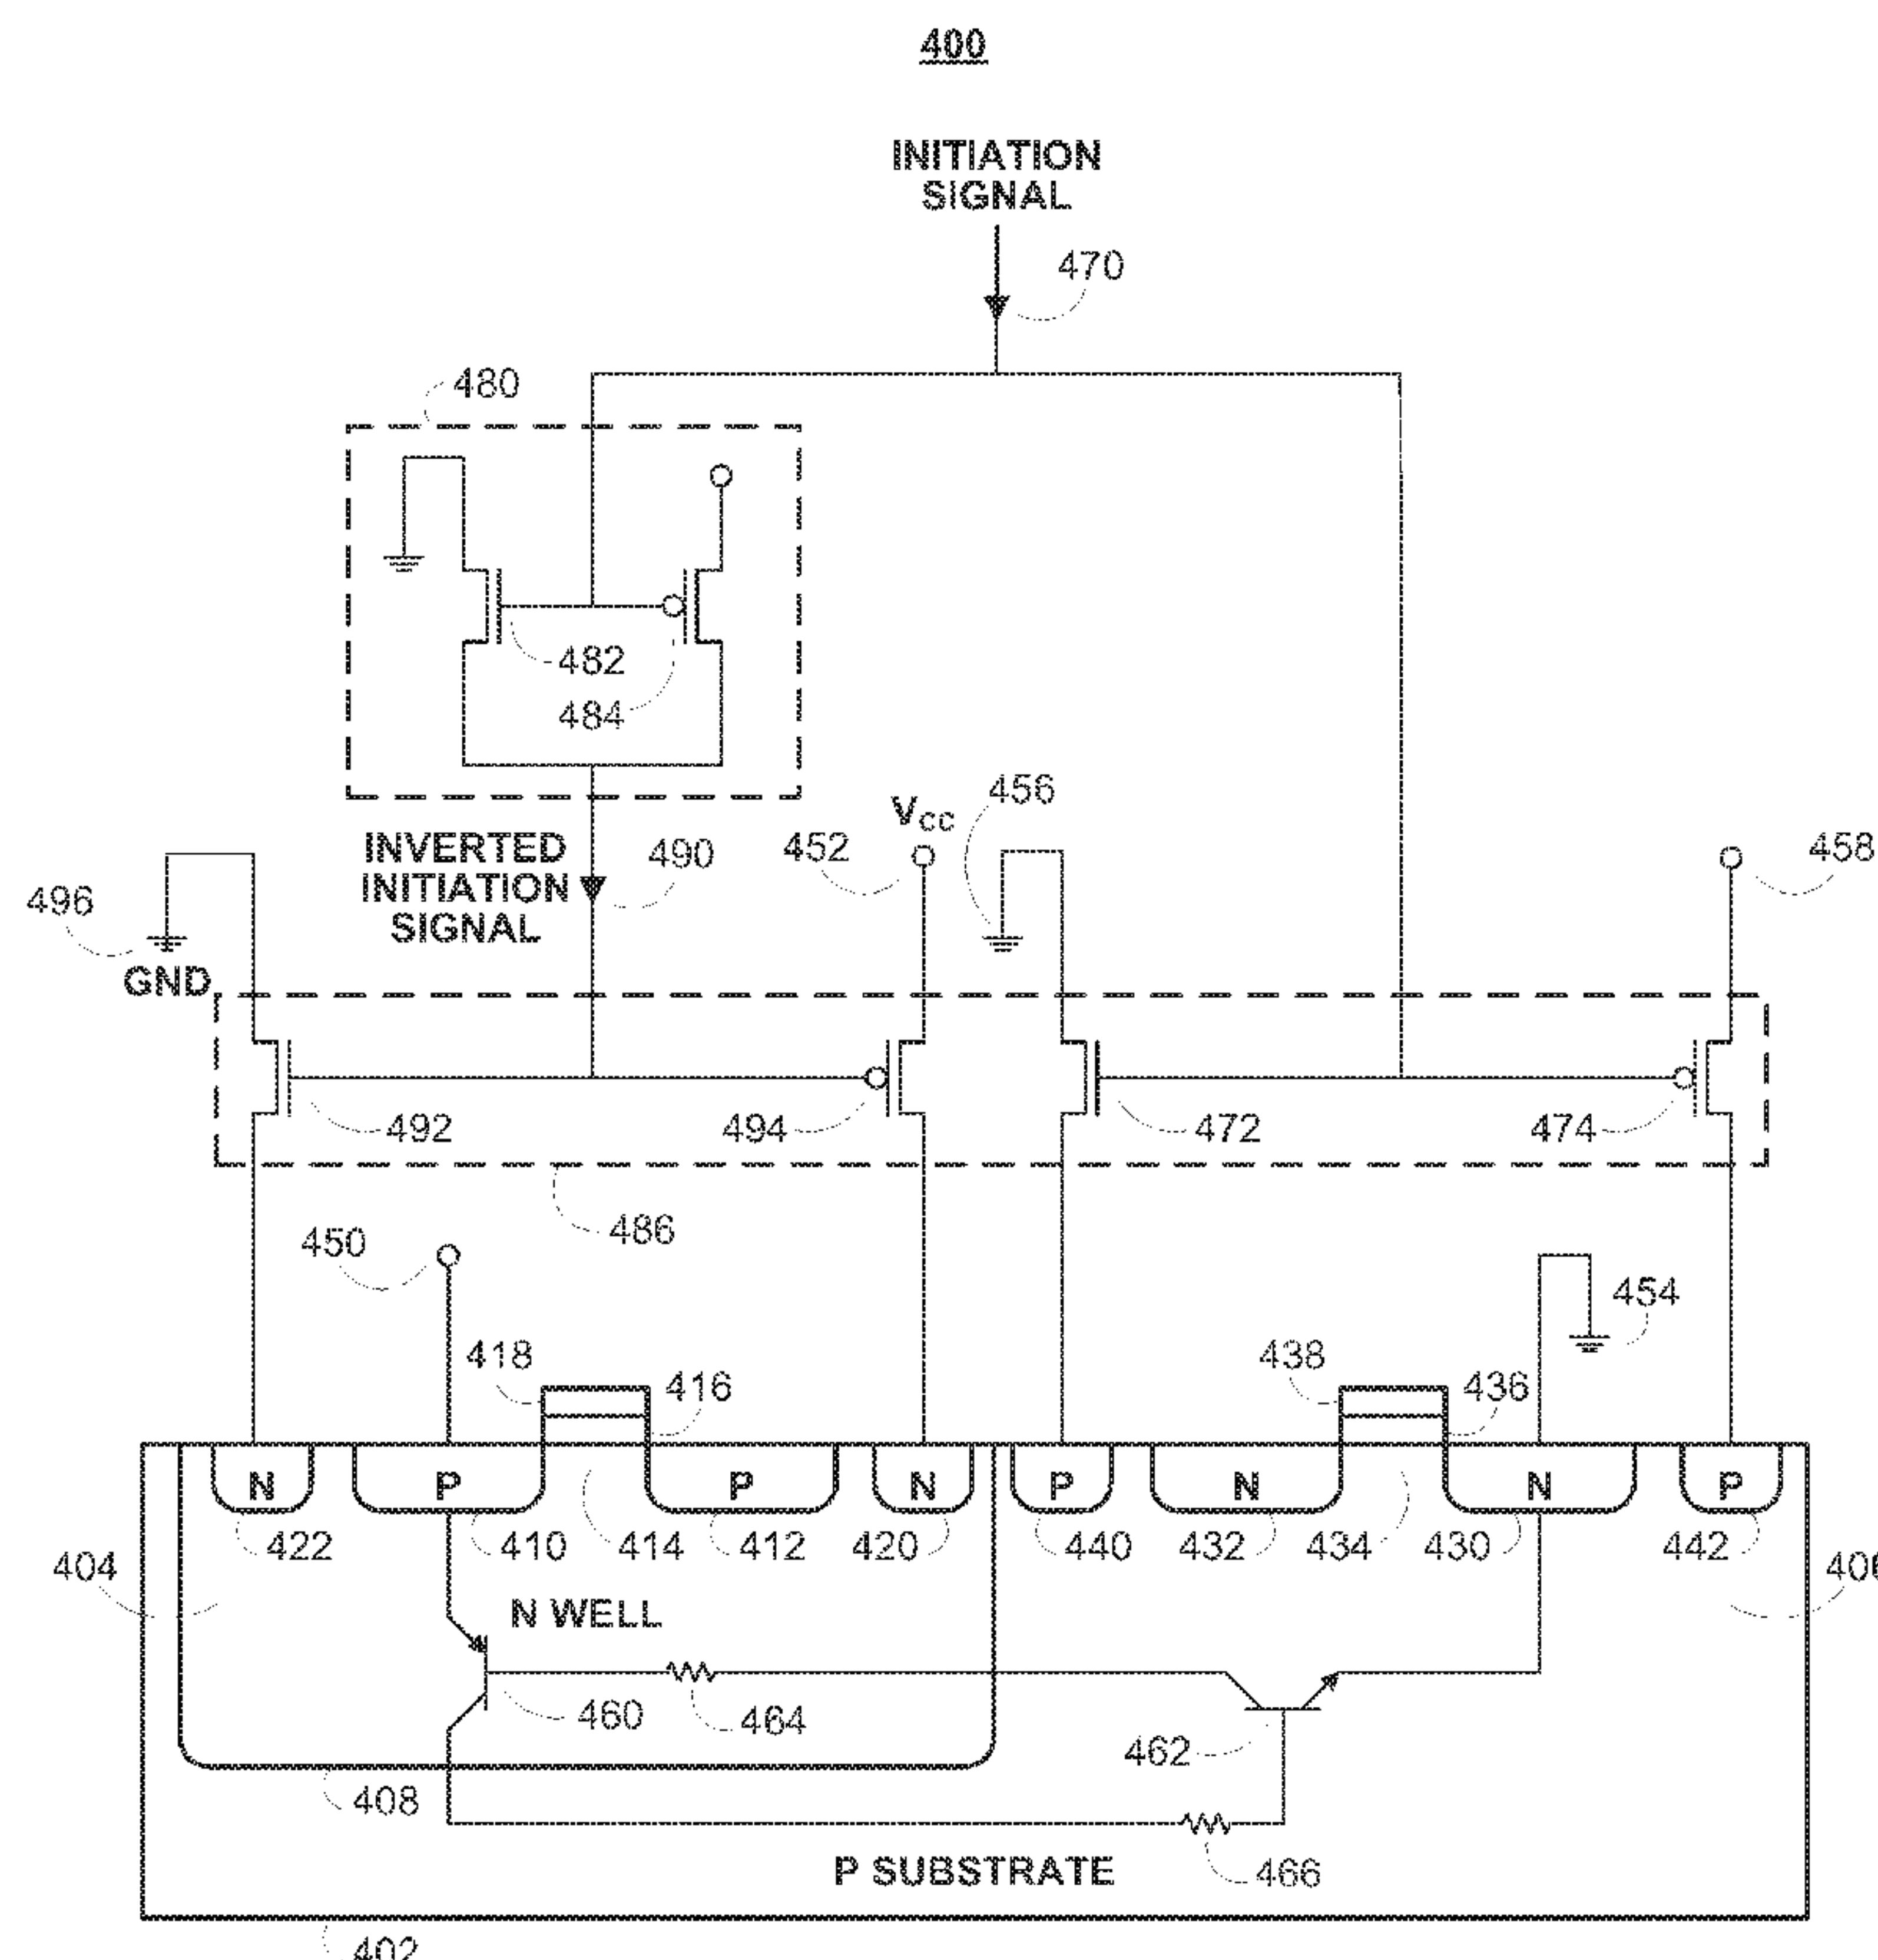 400
INITIATION
SIGNAL
470
480
482
484
456
V_CC
INVERTED
INITIATION
SIGNAL
490
452
458
496
GND
492
494
472
474
486
450
454
418
416
438
436
N
P
P
N
P
N
N
P
422
410
414
412
420
440
432
434
430
442
404
406
N WELL
460
464
462
408
P SUBSTRATE
466
402